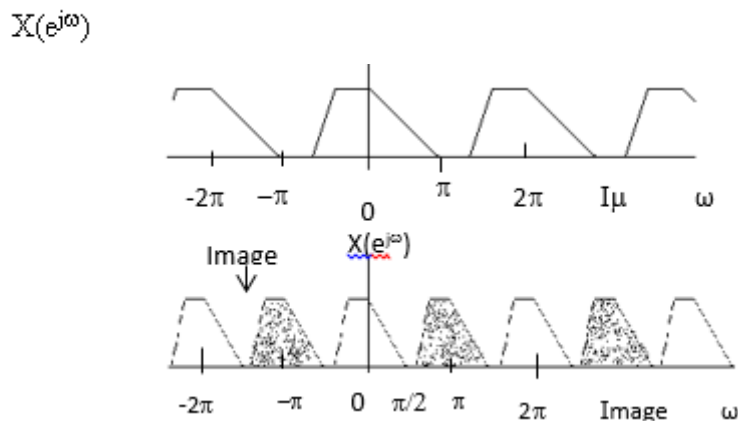 X(e^jω)
-2π −π 0 π 2π Iμ ω
Image X(e^jω)
-2π −π 0 π/2 π 2π Image ω